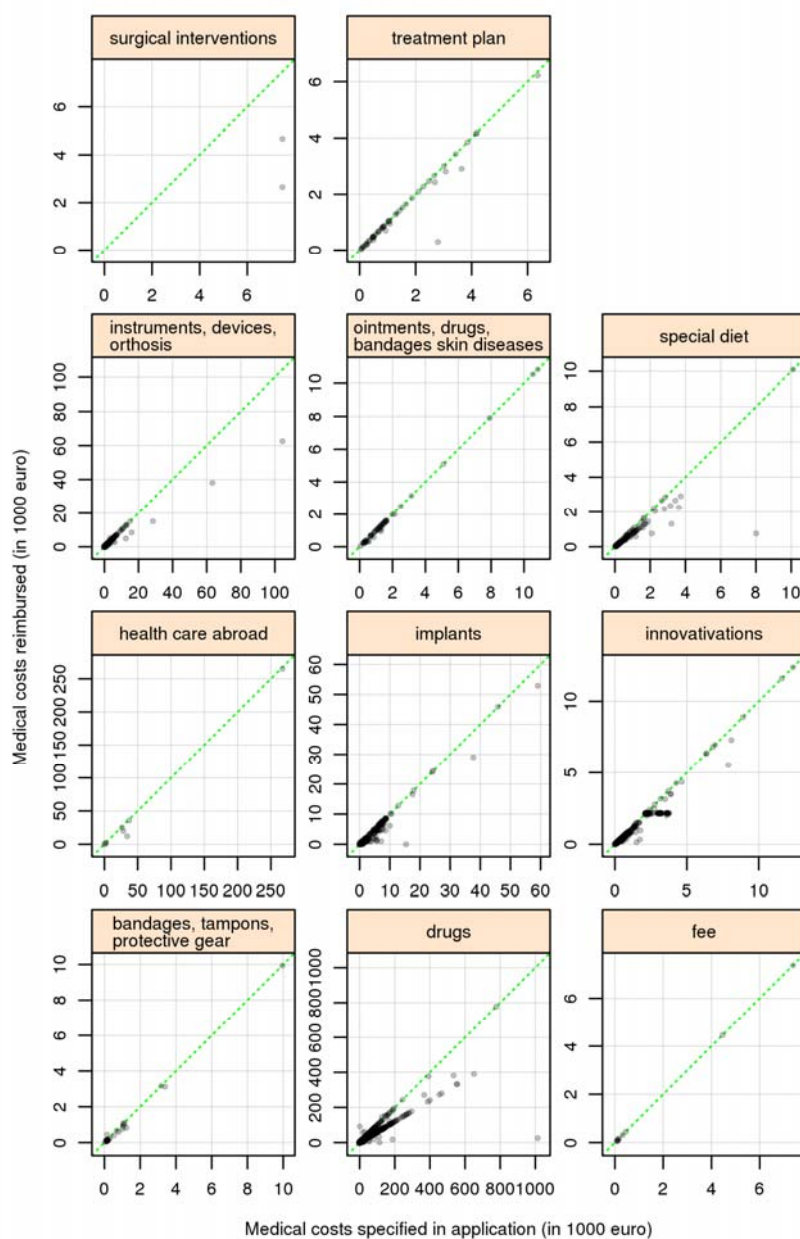 surgical interventions
treatment plan
0 2 4 6
0 2 4 6
0 2 4 6
0 2 4 6
instruments, devices,
orthosis
ointments, drugs,
bandages skin diseases
special diet
0 20 40 60 80 100
0 20 40 60 80 100
0 2 4 6 8 10
0 2 4 6 8 10
0 2 4 6 8 10
0 2 4 6 8 10
health care abroad
implants
innovativations
0 50 100 150 200 250
0 50 100 150 200 250
0 10 20 30 40 50 60
0 10 20 30 40 50 60
0 5 10
0 5 10
bandages, tampons,
protective gear
drugs
fee
0 2 4 6 8 10
0 2 4 6 8 10
0 200 400 600 800 1000
0 200 400 600 800 1000
0 2 4 6
0 2 4 6
Medical costs reimbursed (in 1000 euro)
Medical costs specified in application (in 1000 euro)